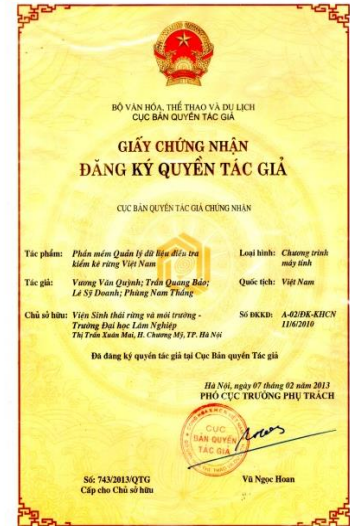 BỘ VĂN HÓA, THỂ THAO VÀ DU LỊCH
CỤC BẢN QUYỀN TÁC GIẢ
GIẤY CHỨNG NHẬN
ĐĂNG KÝ QUYỀN TÁC GIẢ
CỤC BẢN QUYỀN TÁC GIẢ CHỨNG NHẬN
Tác phẩm: Phần mềm Quản lý dữ liệu điều tra kiểm kê rừng Việt Nam
Loại hình: Chương trình máy tính
Tác giả: Vương Văn Quỳnh; Trần Quang Bảo; Lê Sỹ Doanh; Phùng Nam Thắng
Quốc tịch: Việt Nam
Chủ sở hữu: Viện Sinh thái rừng và môi trường - Trường Đại học Lâm Nghiệp
Thị Trấn Xuân Mai, H. Chương Mỹ, TP. Hà Nội
Số ĐKKD: A-02/ĐK-KHCN
11/6/2010
Đã đăng ký quyền tác giả tại Cục Bản quyền Tác giả
Hà Nội, ngày 07 tháng 02 năm 2013
PHÓ CỤC TRƯỞNG PHỤ TRÁCH
CỤC
BẢN QUYỀN
TÁC GIẢ
Số: 743/2013/QTG
Cấp cho Chủ sở hữu
Vũ Ngọc Hoan